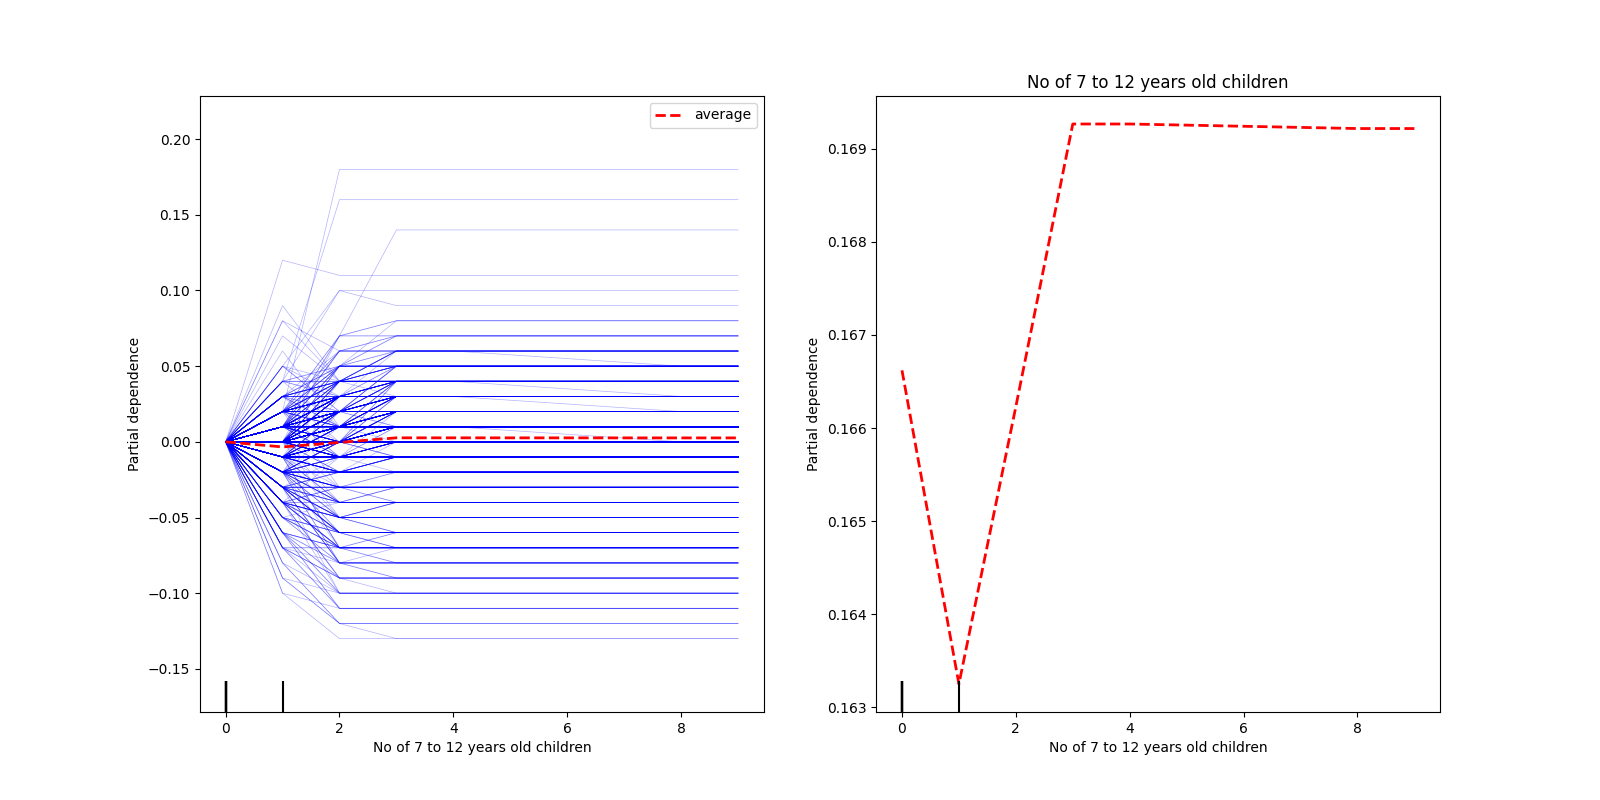 average
0.20
0.15
0.10
0.05
0.00
−0.05
−0.10
−0.15
Partial dependence
0 2 4 6 8
No of 7 to 12 years old children
No of 7 to 12 years old children
0.169
0.168
0.167
0.166
0.165
0.164
0.163
Partial dependence
0 2 4 6 8
No of 7 to 12 years old children